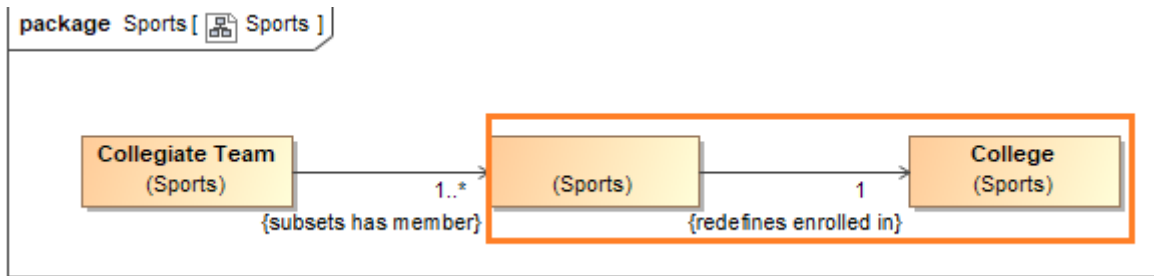 package Sports [ Sports ]
Collegiate Team
(Sports)
1..*
{subsets has member}
(Sports)
1
{redefines enrolled in}
College
(Sports)